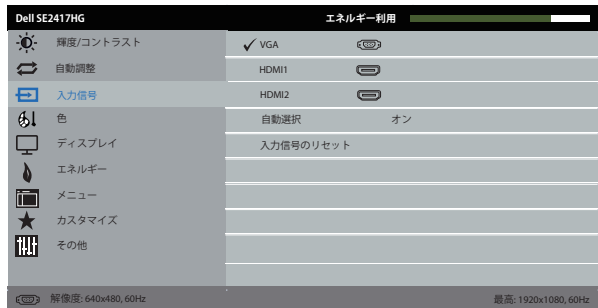 Dell SE2417HG
エネルギー利用
輝度/コントラスト
自動調整
入力信号
色
ディスプレイ
エネルギー
メニュー
カスタマイズ
その他
VGA
HDMI1
HDMI2
自動選択 オン
入力信号のリセット
解像度: 640x480, 60Hz
最高: 1920x1080, 60Hz